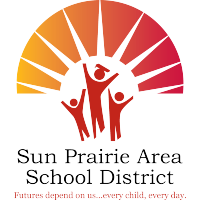 Sun Prairie Area
School District
Futures depend on us...every child, every day.